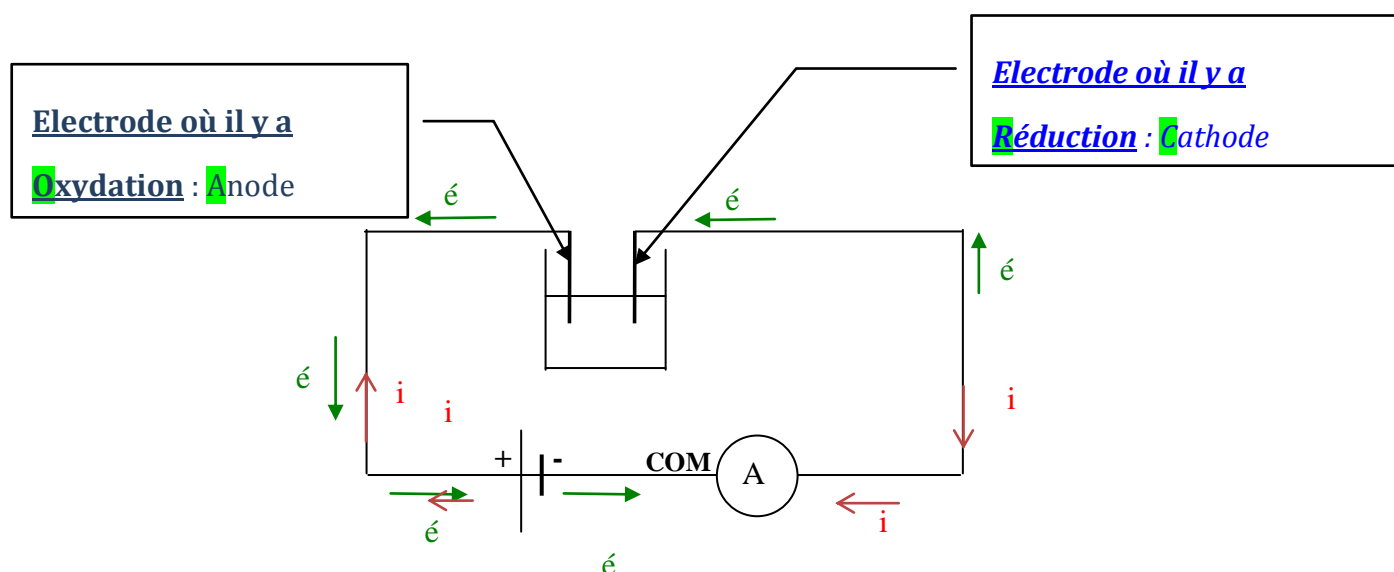 Electrode où il y a
Oxydation : Anode
Electrode où il y a
Réduction : Cathode
é
é
é
é
i
i
i
+
-
COM
A
é
i
é